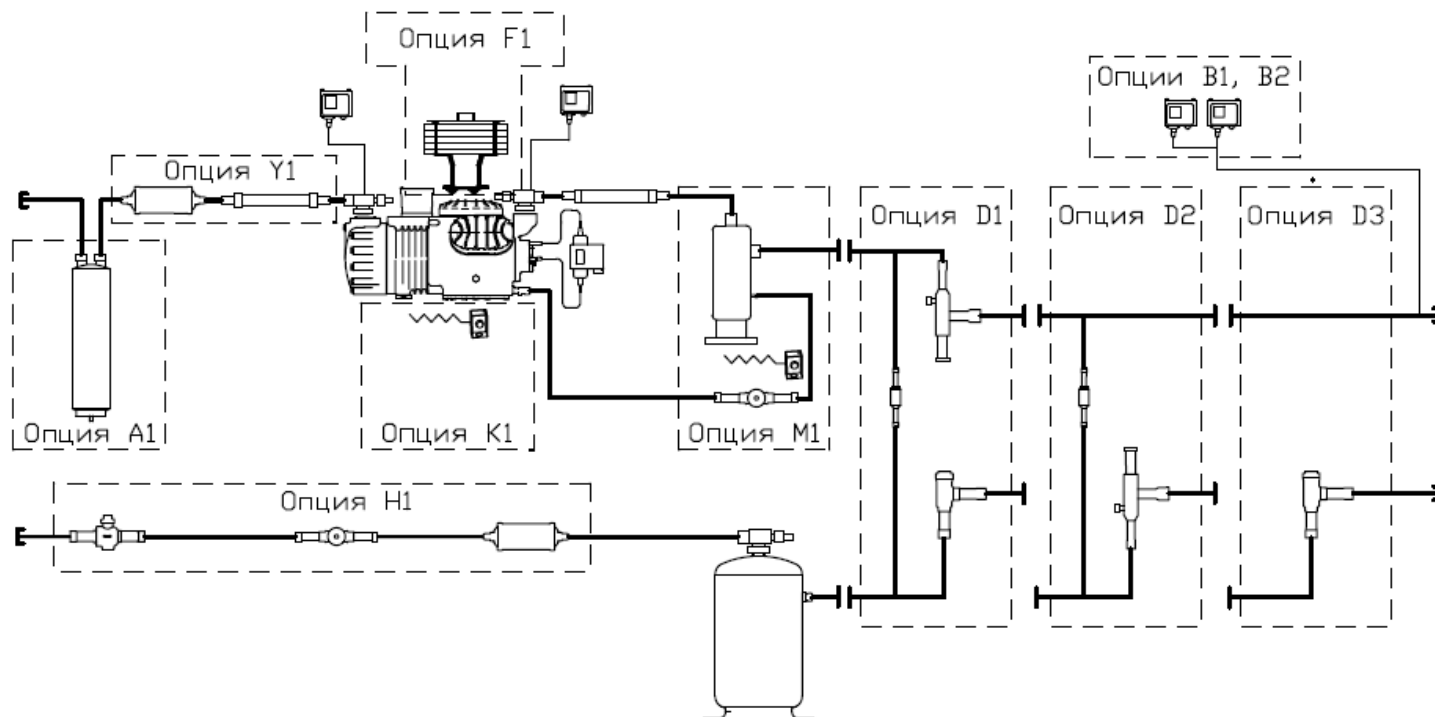 Опция F1
Опции B1, B2
Опция Y1
Опция D1
Опция D2
Опция D3
Опция A1
Опция K1
Опция M1
Опция H1